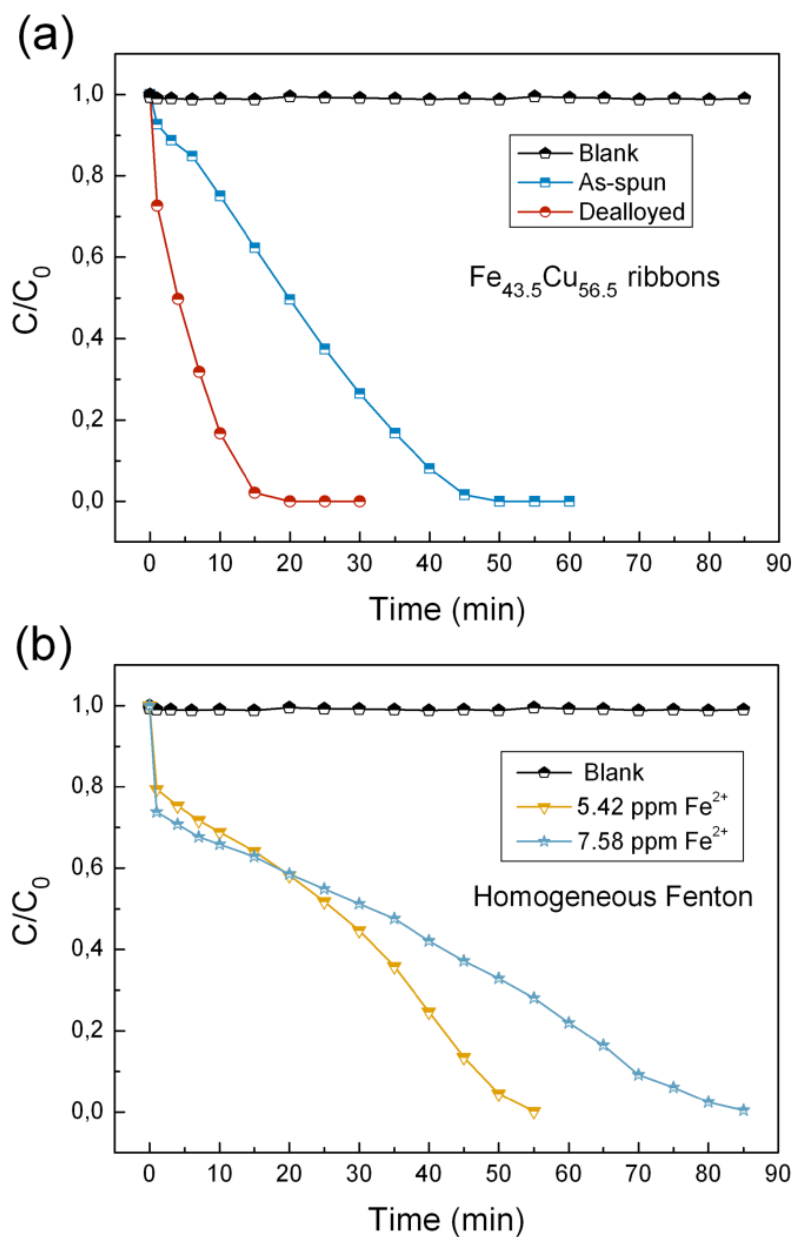 (a)
1,0
0,8
0,6
0,4
0,2
0,0
C/C₀
Blank
As-spun
Dealloyed
Fe₄₃.₅Cu₅₆.₅ ribbons
0 10 20 30 40 50 60 70 80 90
Time (min)
(b)
1,0
0,8
0,6
0,4
0,2
0,0
C/C₀
Blank
5.42 ppm Fe²⁺
7.58 ppm Fe²⁺
Homogeneous Fenton
0 10 20 30 40 50 60 70 80 90
Time (min)